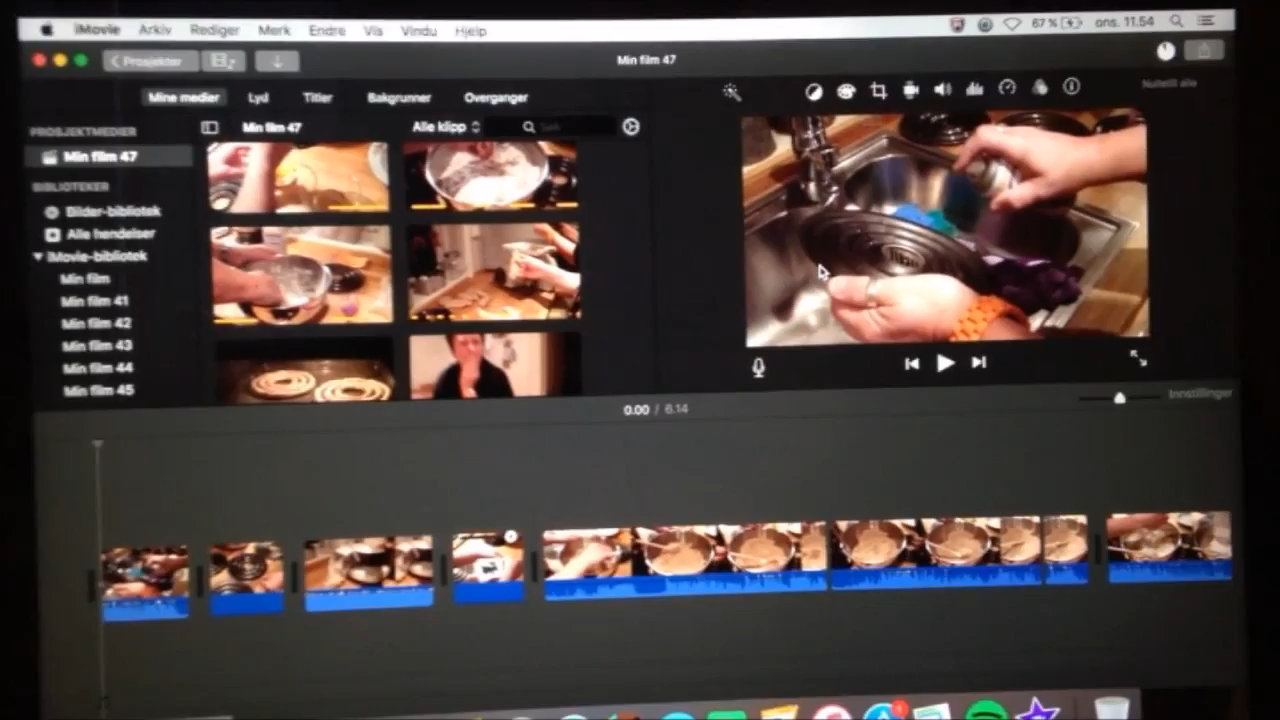 iMovie Arkiv Rediger Merk Endre Vis Vindu Hjelp 67 % ons. 11.54
Prosjekter Min film 47
Mine medier Lyd Titler Bakgrunner Overganger
Nullstill alle
PROSJEKTMEDIER Min film 47 Alle klipp Søk
Min film 47
BIBLIOTEKER
Bilder-bibliotek
Alle hendelser
iMovie-bibliotek
Min film
Min film 41
Min film 42
Min film 43
Min film 44
Min film 45
0.00 / 6.14 Innstillinger